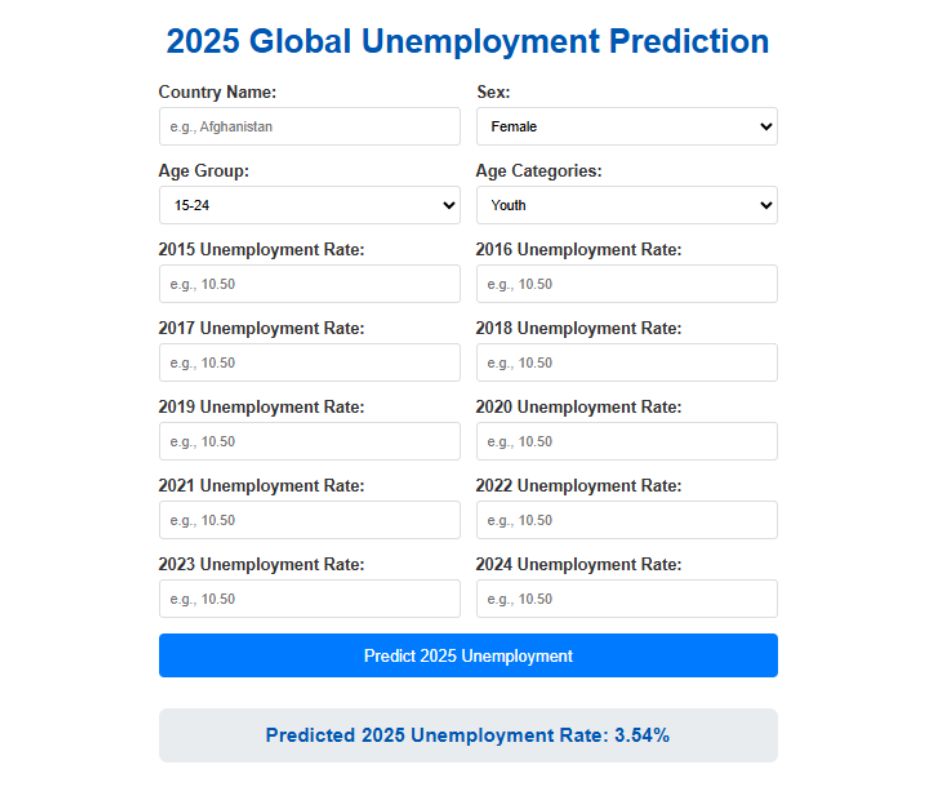 2025 Global Unemployment Prediction
Country Name: Sex:
e.g., Afghanistan Female
Age Group: Age Categories:
15-24 Youth
2015 Unemployment Rate: 2016 Unemployment Rate:
e.g., 10.50 e.g., 10.50
2017 Unemployment Rate: 2018 Unemployment Rate:
e.g., 10.50 e.g., 10.50
2019 Unemployment Rate: 2020 Unemployment Rate:
e.g., 10.50 e.g., 10.50
2021 Unemployment Rate: 2022 Unemployment Rate:
e.g., 10.50 e.g., 10.50
2023 Unemployment Rate: 2024 Unemployment Rate:
e.g., 10.50 e.g., 10.50
Predict 2025 Unemployment
Predicted 2025 Unemployment Rate: 3.54%